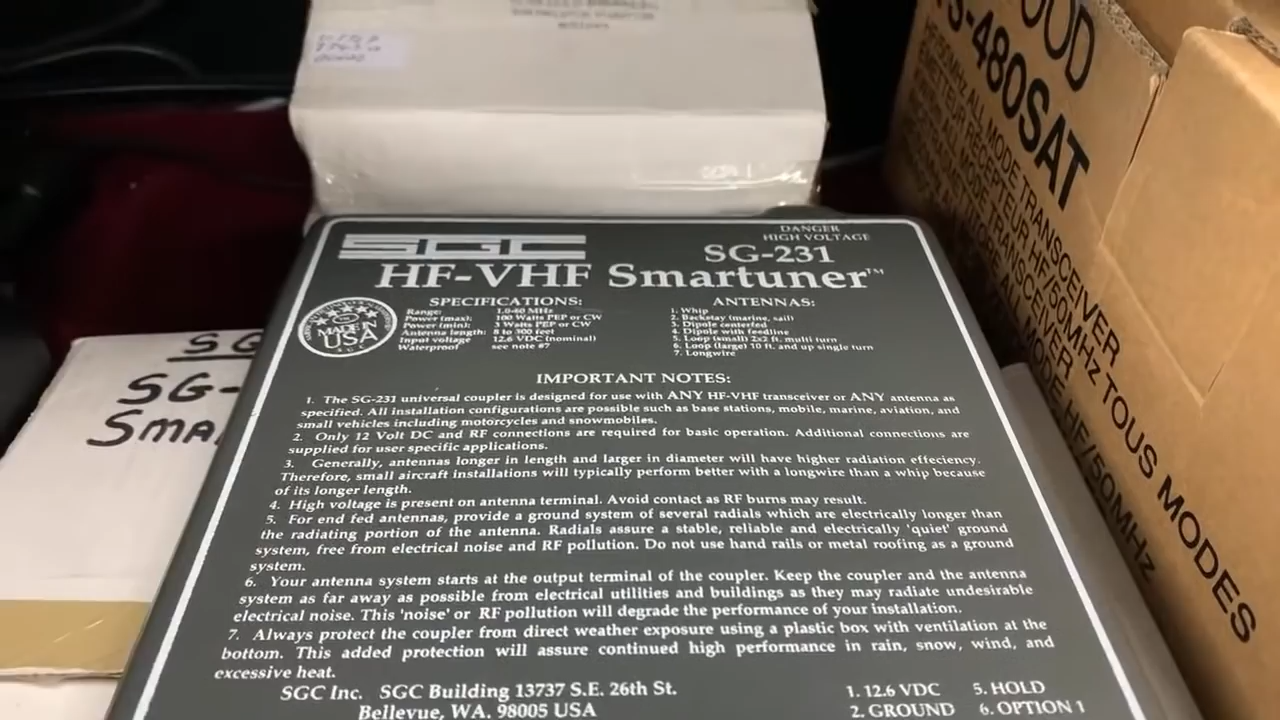 OOD
S-480SAT
HF/50MHz ALL MODE TRANSCEIVER
ÉMETTEUR RÉCEPTEUR HF/50MHz TOUS MODES
ALL MODE HF/50MHz
SG-
SMA
DANGER
HIGH VOLTAGE
SGC
SG-231
HF-VHF Smartuner™
MADE IN
USA
SPECIFICATIONS:
Range: 1.0-60 MHz
Power (max): 100 Watts PEP or CW
Power (min): 3 Watts PEP or CW
Antenna length: 8 to 300 feet
Input voltage 12.6 VDC (nominal)
Waterproof see note #7
ANTENNAS:
1. Whip
2. Backstay (marine, sail)
3. Dipole centerfed
4. Dipole with feedline
5. Loop (small) 2x2 ft. multi turn
6. Loop (large) 10 ft. and up single turn
7. Longwire
IMPORTANT NOTES:
1. The SG-231 universal coupler is designed for use with ANY HF-VHF transceiver or ANY antenna as
specified. All installation configurations are possible such as base stations, mobile, marine, aviation, and
small vehicles including motorcycles and snowmobiles.
2. Only 12 Volt DC and RF connections are required for basic operation. Additional connections are
supplied for user specific applications.
3. Generally, antennas longer in length and larger in diameter will have higher radiation effeciency.
Therefore, small aircraft installations will typically perform better with a longwire than a whip because
of its longer length.
4. High voltage is present on antenna terminal. Avoid contact as RF burns may result.
5. For end fed antennas, provide a ground system of several radials which are electrically longer than
the radiating portion of the antenna. Radials assure a stable, reliable and electrically 'quiet' ground
system, free from electrical noise and RF pollution. Do not use hand rails or metal roofing as a ground
system.
6. Your antenna system starts at the output terminal of the coupler. Keep the coupler and the antenna
system as far away as possible from electrical utilities and buildings as they may radiate undesirable
electrical noise. This 'noise' or RF pollution will degrade the performance of your installation.
7. Always protect the coupler from direct weather exposure using a plastic box with ventilation at the
bottom. This added protection will assure continued high performance in rain, snow, wind, and
excessive heat.
SGC Inc. SGC Building 13737 S.E. 26th St.
Bellevue, WA. 98005 USA
1. 12.6 VDC 5. HOLD
2. GROUND 6. OPTION 1